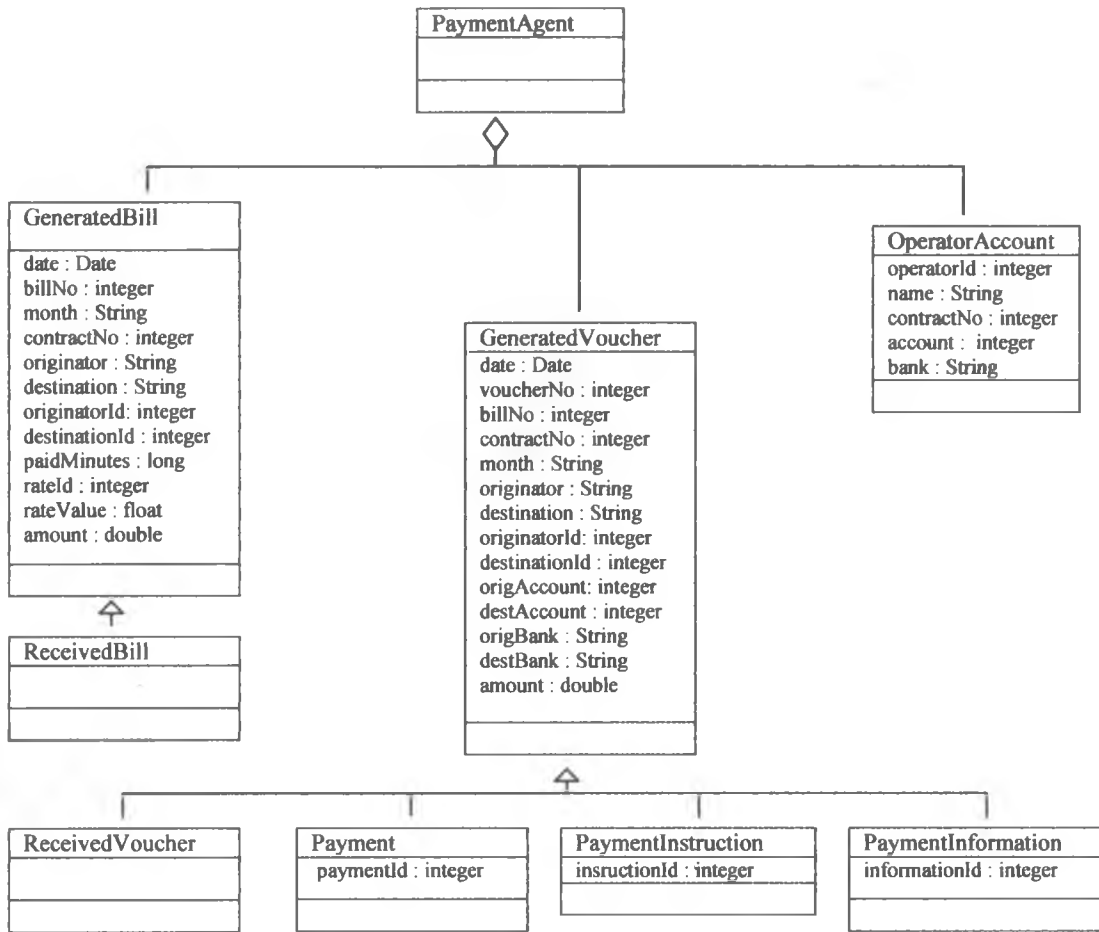 PaymentAgent
GeneratedBill
date : Date
billNo : integer
month : String
contractNo : integer
originator : String
destination : String
originatorId: integer
destinationId : integer
paidMinutes : long
rateId : integer
rateValue : float
amount : double
GeneratedVoucher
date : Date
voucherNo : integer
billNo : integer
contractNo : integer
month : String
originator : String
destination : String
originatorId: integer
destinationId : integer
origAccount: integer
destAccount : integer
origBank : String
destBank : String
amount : double
OperatorAccount
operatorId : integer
name : String
contractNo : integer
account : integer
bank : String
ReceivedBill
ReceivedVoucher
Payment
paymentId : integer
PaymentInstruction
insructionId : integer
PaymentInformation
informationId : integer